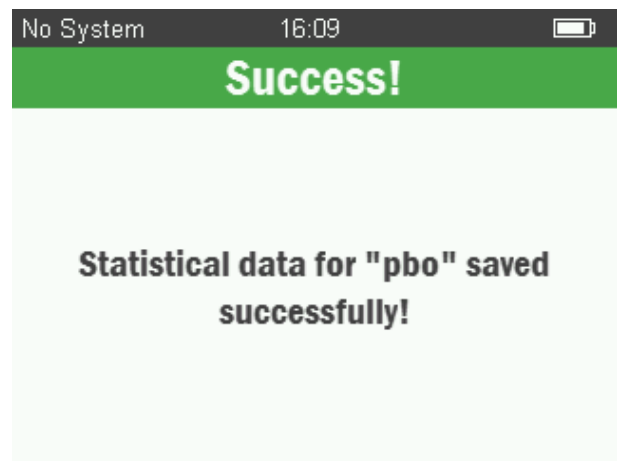 No System 16:09
Success!
Statistical data for "pbo" saved
successfully!